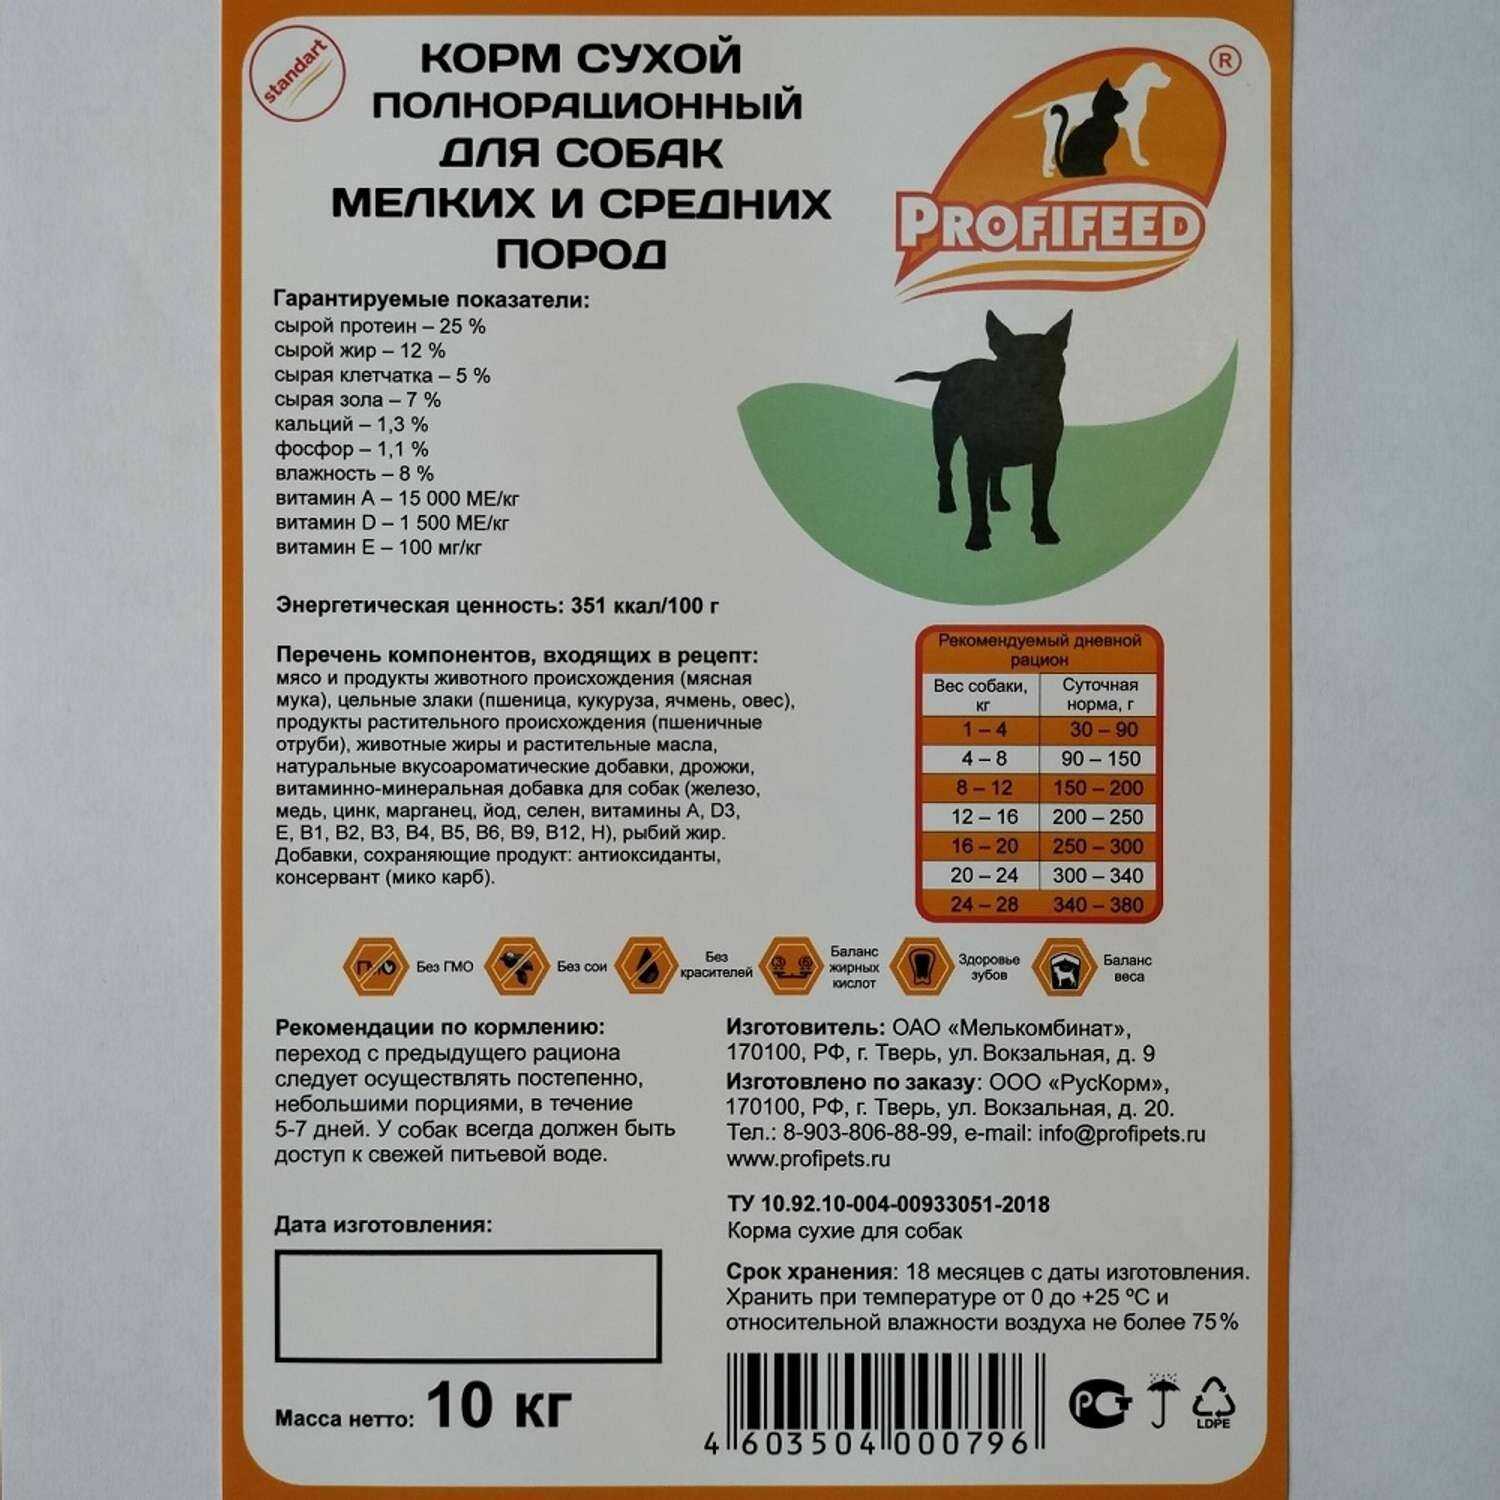 standart
КОРМ СУХОЙ
ПОЛНОРАЦИОННЫЙ
ДЛЯ СОБАК
МЕЛКИХ И СРЕДНИХ
ПОРОД
®
PROFIFEED
Гарантируемые показатели:
сырой протеин – 25 %
сырой жир – 12 %
сырая клетчатка – 5 %
сырая зола – 7 %
кальций – 1,3 %
фосфор – 1,1 %
влажность – 8 %
витамин А – 15 000 МЕ/кг
витамин D – 1 500 МЕ/кг
витамин Е – 100 мг/кг
Энергетическая ценность: 351 ккал/100 г
Перечень компонентов, входящих в рецепт:
мясо и продукты животного происхождения (мясная
мука), цельные злаки (пшеница, кукуруза, ячмень, овес),
продукты растительного происхождения (пшеничные
отруби), животные жиры и растительные масла,
натуральные вкусоароматические добавки, дрожжи,
витаминно-минеральная добавка для собак (железо,
медь, цинк, марганец, йод, селен, витамины А, D3,
Е, В1, В2, В3, В4, В5, В6, В9, В12, Н), рыбий жир.
Добавки, сохраняющие продукт: антиоксиданты,
консервант (мико карб).
Рекомендуемый дневной
рацион
Вес собаки, Суточная
кг норма, г
1 – 4 30 – 90
4 – 8 90 – 150
8 – 12 150 – 200
12 – 16 200 – 250
16 – 20 250 – 300
20 – 24 300 – 340
24 – 28 340 – 380
ГМО Без ГМО
Без сои
Без
красителей
3 6
Баланс
жирных
кислот
Здоровье
зубов
Баланс
веса
Рекомендации по кормлению:
переход с предыдущего рациона
следует осуществлять постепенно,
небольшими порциями, в течение
5-7 дней. У собак всегда должен быть
доступ к свежей питьевой воде.
Дата изготовления:
Масса нетто: 10 кг
Изготовитель: ОАО «Мелькомбинат»,
170100, РФ, г. Тверь, ул. Вокзальная, д. 9
Изготовлено по заказу: ООО «РусКорм»,
170100, РФ, г. Тверь, ул. Вокзальная, д. 20.
Тел.: 8-903-806-88-99, e-mail: info@profipets.ru
www.profipets.ru
ТУ 10.92.10-004-00933051-2018
Корма сухие для собак
Срок хранения: 18 месяцев с даты изготовления.
Хранить при температуре от 0 до +25 ºС и
относительной влажности воздуха не более 75%
4 603504 000796
РСТ
LDPE